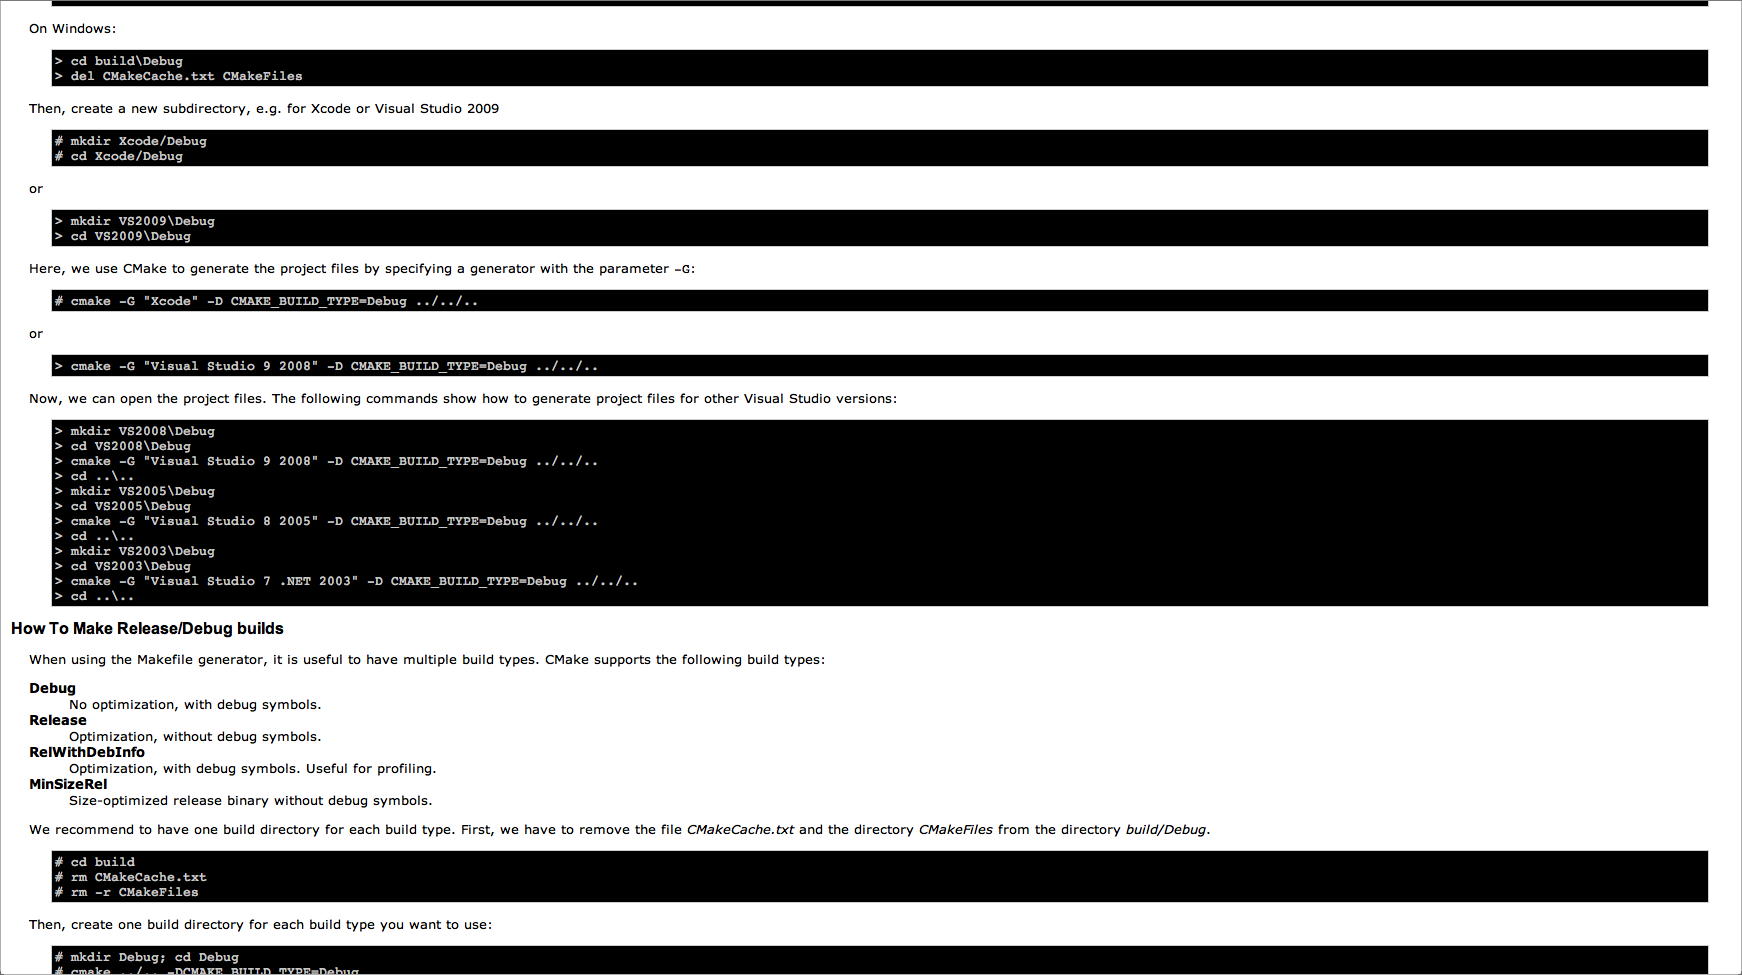 On Windows:
> cd build\Debug
> del CMakeCache.txt CMakeFiles
Then, create a new subdirectory, e.g. for Xcode or Visual Studio 2009
# mkdir Xcode/Debug
# cd Xcode/Debug
or
> mkdir VS2009\Debug
> cd VS2009\Debug
Here, we use CMake to generate the project files by specifying a generator with the parameter -G:
# cmake -G "Xcode" -D CMAKE_BUILD_TYPE=Debug ../../..
or
> cmake -G "Visual Studio 9 2008" -D CMAKE_BUILD_TYPE=Debug ../../..
Now, we can open the project files. The following commands show how to generate project files for other Visual Studio versions:
> mkdir VS2008\Debug
> cd VS2008\Debug
> cmake -G "Visual Studio 9 2008" -D CMAKE_BUILD_TYPE=Debug ../../..
> cd ..\..
> mkdir VS2005\Debug
> cd VS2005\Debug
> cmake -G "Visual Studio 8 2005" -D CMAKE_BUILD_TYPE=Debug ../../..
> cd ..\..
> mkdir VS2003\Debug
> cd VS2003\Debug
> cmake -G "Visual Studio 7 .NET 2003" -D CMAKE_BUILD_TYPE=Debug ../../..
> cd ..\..
How To Make Release/Debug builds
When using the Makefile generator, it is useful to have multiple build types. CMake supports the following build types:
Debug
No optimization, with debug symbols.
Release
Optimization, without debug symbols.
RelWithDebInfo
Optimization, with debug symbols. Useful for profiling.
MinSizeRel
Size-optimized release binary without debug symbols.
We recommend to have one build directory for each build type. First, we have to remove the file CMakeCache.txt and the directory CMakeFiles from the directory build/Debug.
# cd build
# rm CMakeCache.txt
# rm -r CMakeFiles
Then, create one build directory for each build type you want to use:
# mkdir Debug; cd Debug
# cmake ../.. -DCMAKE_BUILD_TYPE=Debug